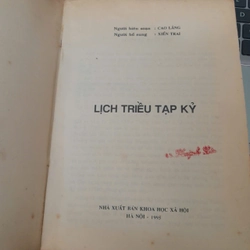 Người biên soạn : CAO LÃNG
Người bổ sung : XIỂN TRAI
LỊCH TRIỀU TẠP KỶ
NHÀ XUẤT BẢN KHOA HỌC XÃ HỘI
HÀ NỘI - 1995